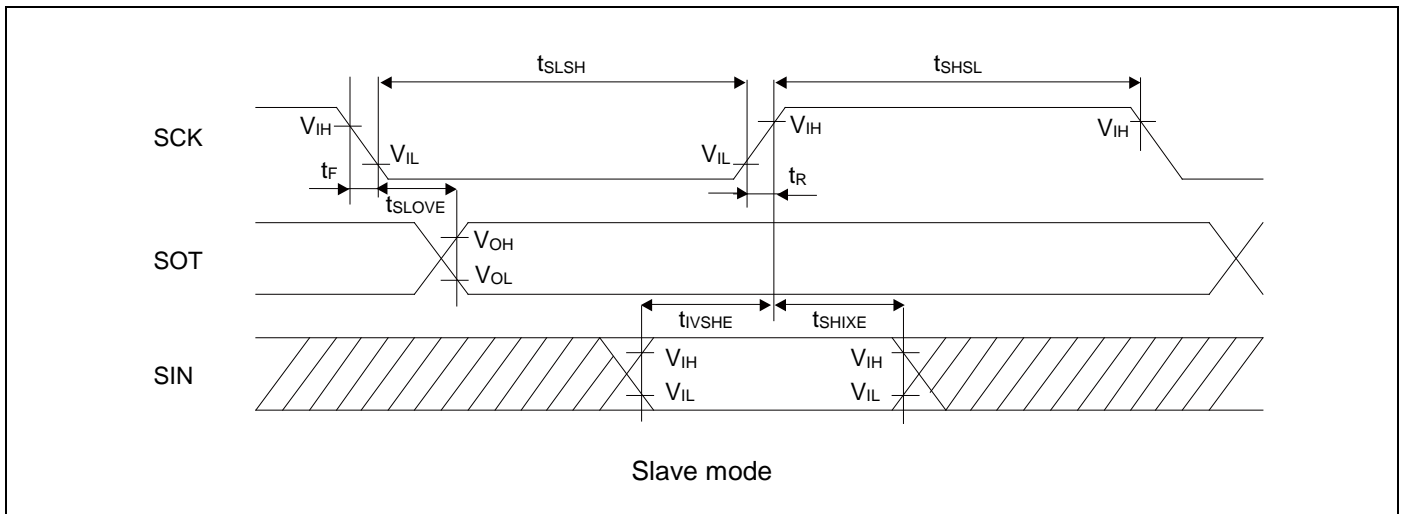 tSLSH
tSHSL
SCK
VIH
VIH
VIH
VIL
VIL
tF
tR
tSLOVE
SOT
VOH
VOL
tIVSHE
tSHIXE
SIN
VIH
VIH
VIL
VIL
Slave mode